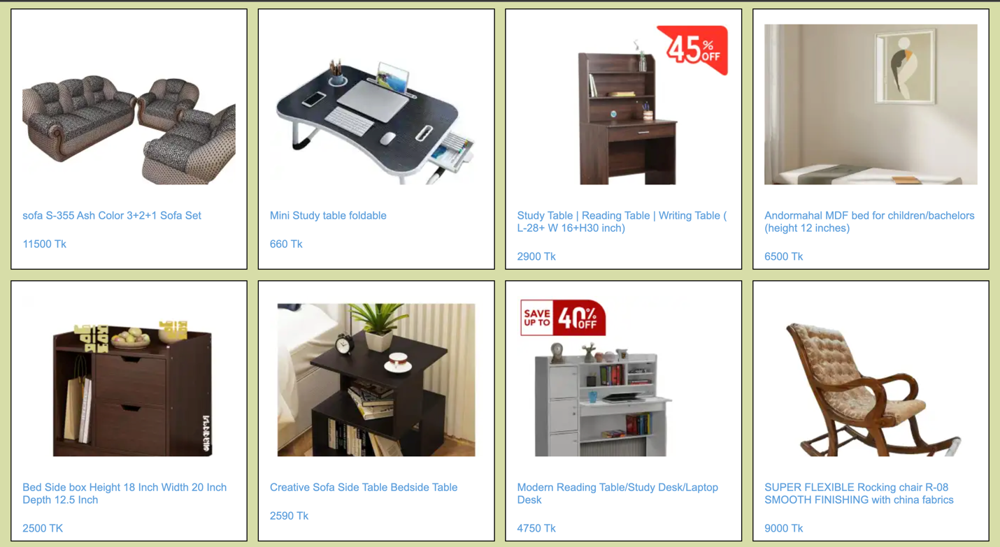 45% OFF
sofa S-355 Ash Color 3+2+1 Sofa Set
11500 Tk
Mini Study table foldable
660 Tk
Study Table | Reading Table | Writing Table (
L-28+ W 16+H30 inch)
2900 Tk
Andormahal MDF bed for children/bachelors
(height 12 inches)
6500 Tk
SAVE
UP TO
40% OFF
Bed Side box Height 18 Inch Width 20 Inch
Depth 12.5 Inch
2500 TK
Creative Sofa Side Table Bedside Table
2590 Tk
Modern Reading Table/Study Desk/Laptop
Desk
4750 Tk
SUPER FLEXIBLE Rocking chair R-08
SMOOTH FINISHING with china fabrics
9000 Tk